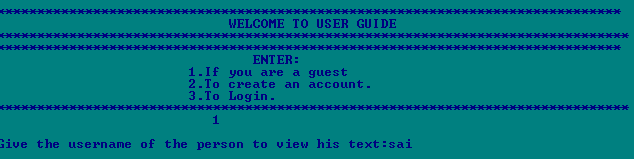 *******************************************************************************
WELCOME TO USER GUIDE
********************************************************************************
*******************************************************************************
ENTER:
1.If you are a guest
2.To create an account.
3.To Login.
********************************************************************************
1
Give the username of the person to view his text:sai